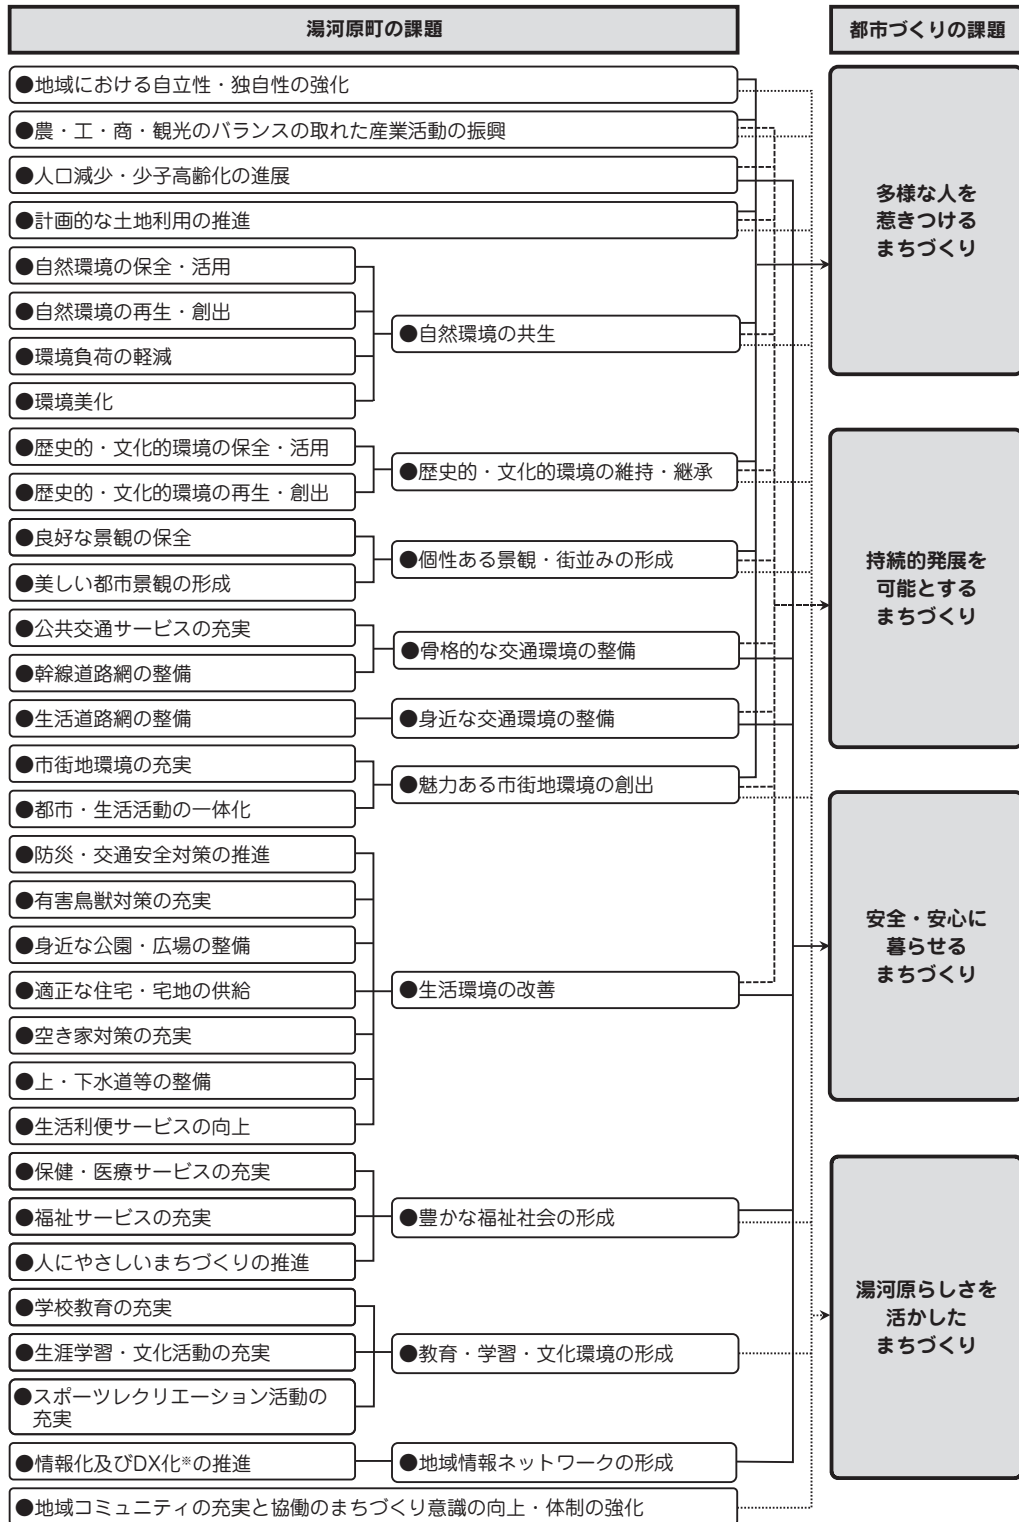 湯河原町の課題
●地域における自立性・独自性の強化
●農・工・商・観光のバランスの取れた産業活動の振興
●人口減少・少子高齢化の進展
●計画的な土地利用の推進
●自然環境の保全・活用
●自然環境の再生・創出
●環境負荷の軽減
●環境美化
●自然環境の共生
●歴史的・文化的環境の保全・活用
●歴史的・文化的環境の再生・創出
●歴史的・文化的環境の維持・継承
●良好な景観の保全
●美しい都市景観の形成
●個性ある景観・街並みの形成
●公共交通サービスの充実
●幹線道路網の整備
●骨格的な交通環境の整備
●生活道路網の整備
●身近な交通環境の整備
●市街地環境の充実
●都市・生活活動の一体化
●魅力ある市街地環境の創出
●防災・交通安全対策の推進
●有害鳥獣対策の充実
●身近な公園・広場の整備
●適正な住宅・宅地の供給
●空き家対策の充実
●上・下水道等の整備
●生活利便サービスの向上
●生活環境の改善
●保健・医療サービスの充実
●福祉サービスの充実
●人にやさしいまちづくりの推進
●豊かな福祉社会の形成
●学校教育の充実
●生涯学習・文化活動の充実
●スポーツレクリエーション活動の
充実
●教育・学習・文化環境の形成
●情報化及びDX化※の推進
●地域情報ネットワークの形成
●地域コミュニティの充実と協働のまちづくり意識の向上・体制の強化
都市づくりの課題
多様な人を
惹きつける
まちづくり
持続的発展を
可能とする
まちづくり
安全・安心に
暮らせる
まちづくり
湯河原らしさを
活かした
まちづくり